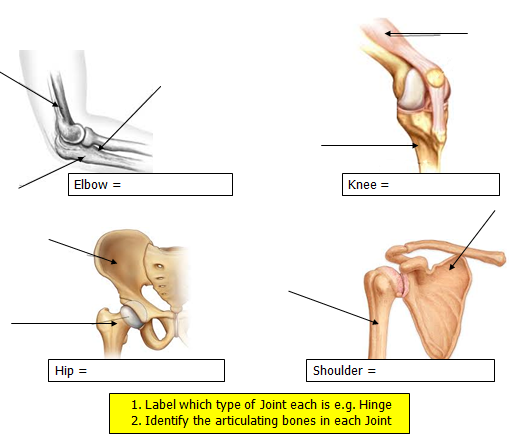 Elbow =
Knee =
Hip =
Shoulder =
1. Label which type of Joint each is e.g. Hinge
2. Identify the articulating bones in each Joint